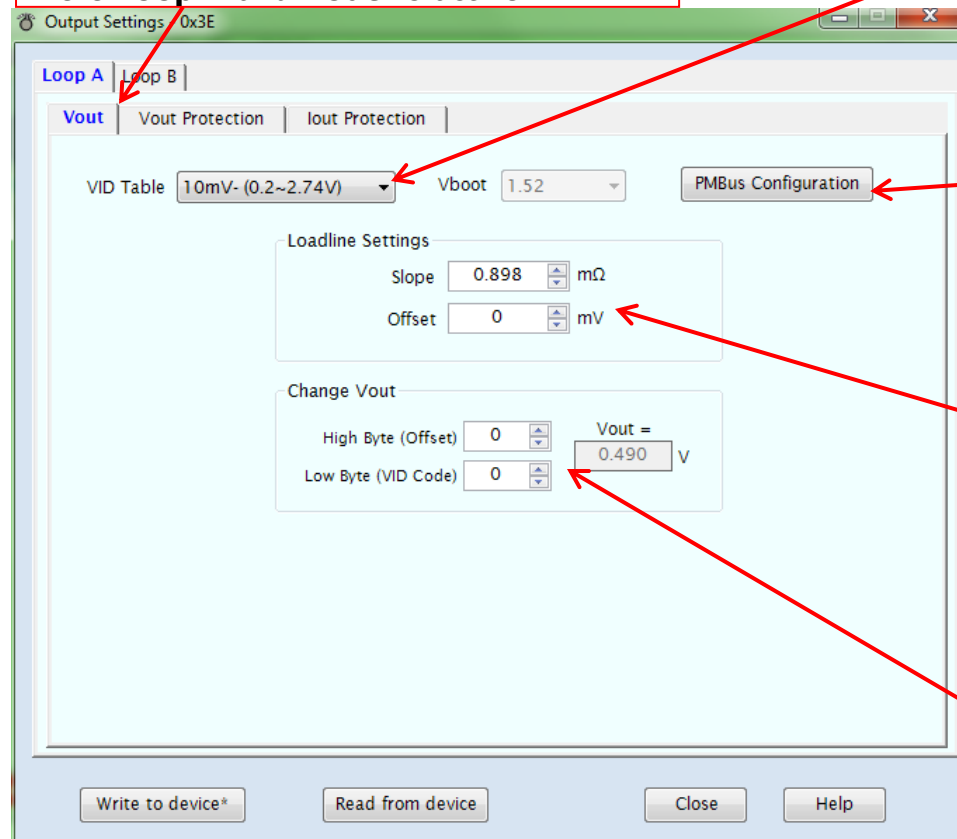 Output Settings - 0x3E
Loop A Loop B
Vout Vout Protection Iout Protection
VID Table 10mV- (0.2~2.74V) Vboot 1.52 PMBus Configuration
Loadline Settings
Slope 0.898 mΩ
Offset 0 mV
Change Vout
High Byte (Offset) 0 Vout =
0.490 V
Low Byte (VID Code) 0
Write to device* Read from device Close Help